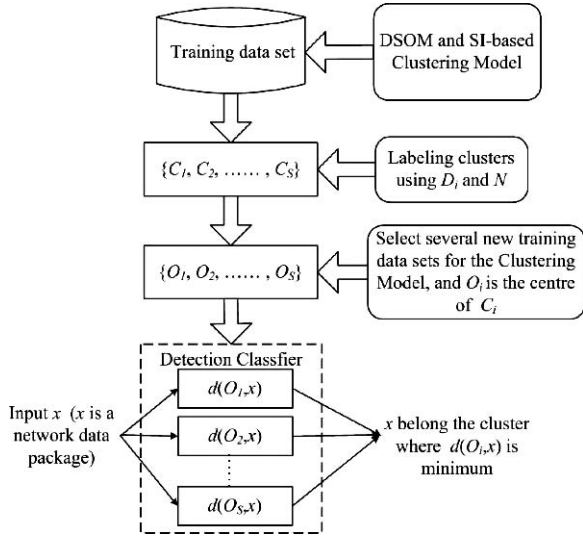 Training data set
DSOM and SI-based
Clustering Model
{C1, C2, ...... , CS}
Labeling clusters
using Di and N
{O1, O2, ...... , OS}
Select several new training
data sets for the Clustering
Model, and Oi is the centre
of Ci
Detection Classfier
Input x (x is a
network data
package)
d(O1,x)
d(O2,x)
d(OS,x)
x belong the cluster
where d(Oi,x) is
minimum